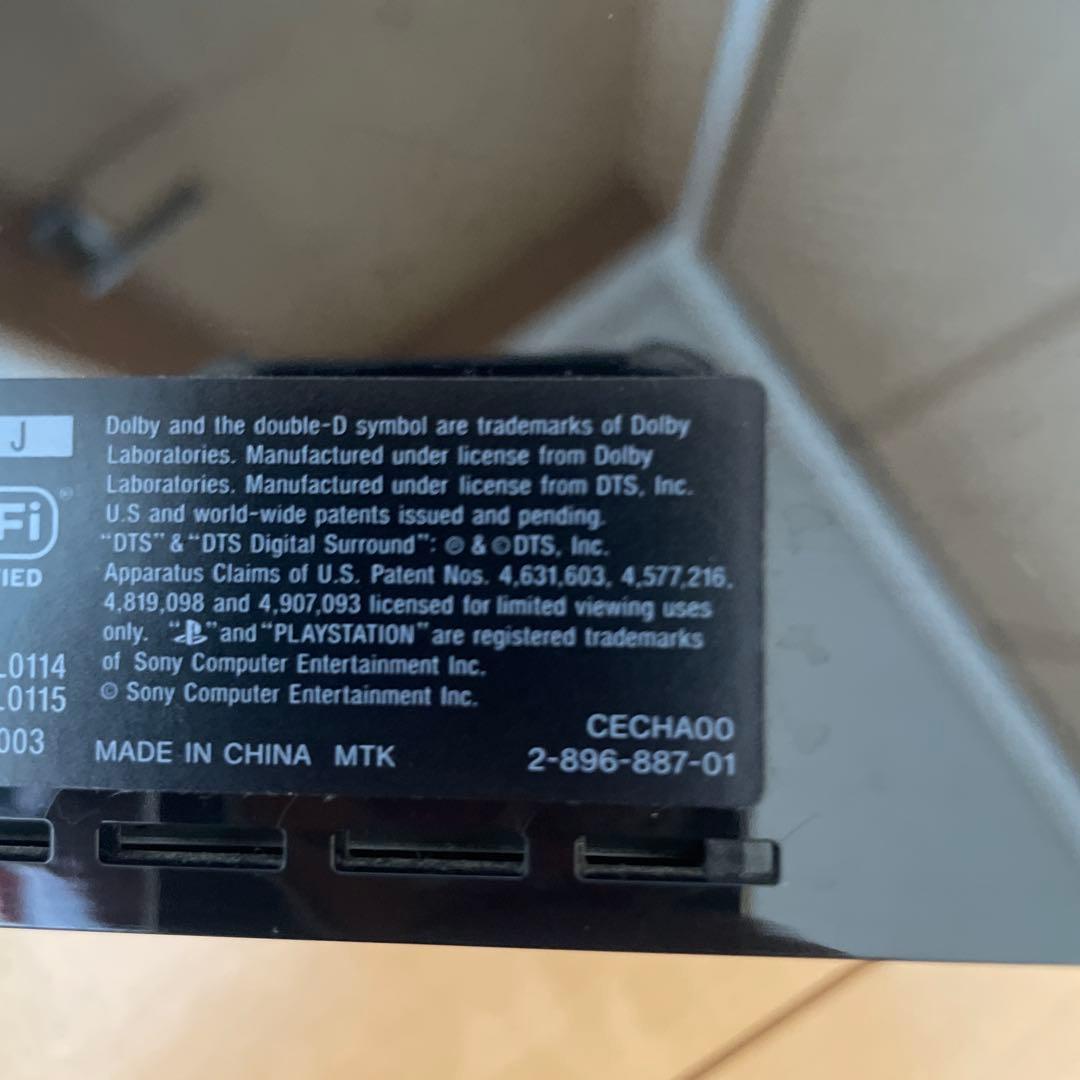 J
Fi®
IED
L0114
L0115
003
Dolby and the double-D symbol are trademarks of Dolby
Laboratories. Manufactured under license from Dolby
Laboratories. Manufactured under license from DTS, Inc.
U.S and world-wide patents issued and pending.
"DTS" & "DTS Digital Surround": ® & © DTS, Inc.
Apparatus Claims of U.S. Patent Nos. 4,631,603, 4,577,216,
4,819,098 and 4,907,093 licensed for limited viewing uses
only. "PS" and "PLAYSTATION" are registered trademarks
of Sony Computer Entertainment Inc.
© Sony Computer Entertainment Inc.
CECHA00
MADE IN CHINA MTK
2-896-887-01